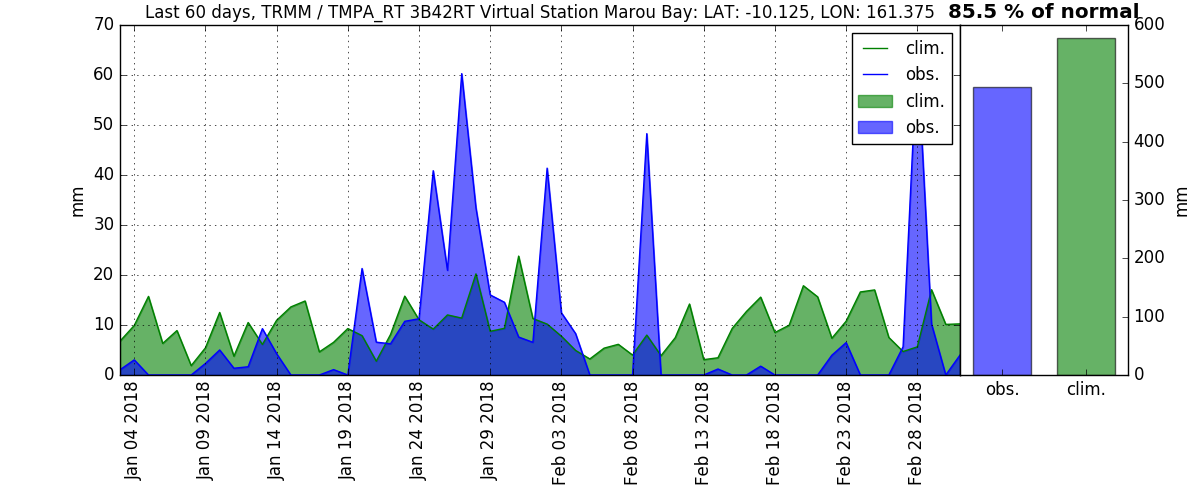 Last 60 days, TRMM / TMPA_RT 3B42RT Virtual Station Marou Bay: LAT: -10.125, LON: 161.375
85.5 % of normal
70
60
50
40
30
20
10
0
mm
clim.
obs.
clim.
obs.
600
500
400
300
200
100
0
mm
Jan 04 2018
Jan 09 2018
Jan 14 2018
Jan 19 2018
Jan 24 2018
Jan 29 2018
Feb 03 2018
Feb 08 2018
Feb 13 2018
Feb 18 2018
Feb 23 2018
Feb 28 2018
obs.
clim.